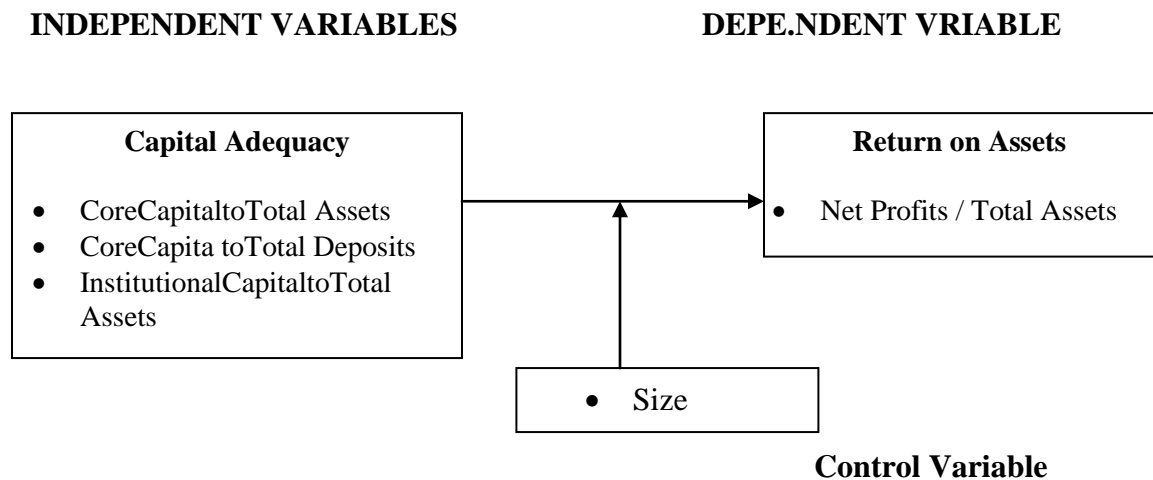 INDEPENDENT VARIABLES
DEPE.NDENT VRIABLE
Capital Adequacy
• CoreCapitaltoTotal Assets
• CoreCapita toTotal Deposits
• InstitutionalCapitaltoTotal
Assets
Return on Assets
• Net Profits / Total Assets
• Size
Control Variable